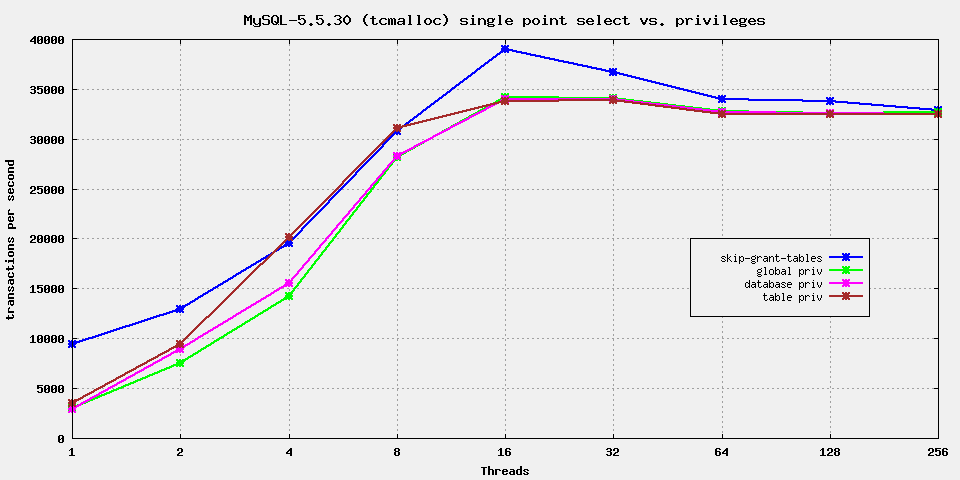 MySQL-5.5.30 (tcmalloc) single point select vs. privileges
40000
35000
30000
25000
20000
15000
10000
5000
0
transactions per second
skip-grant-tables
global priv
database priv
table priv
1 2 4 8 16 32 64 128 256
Threads